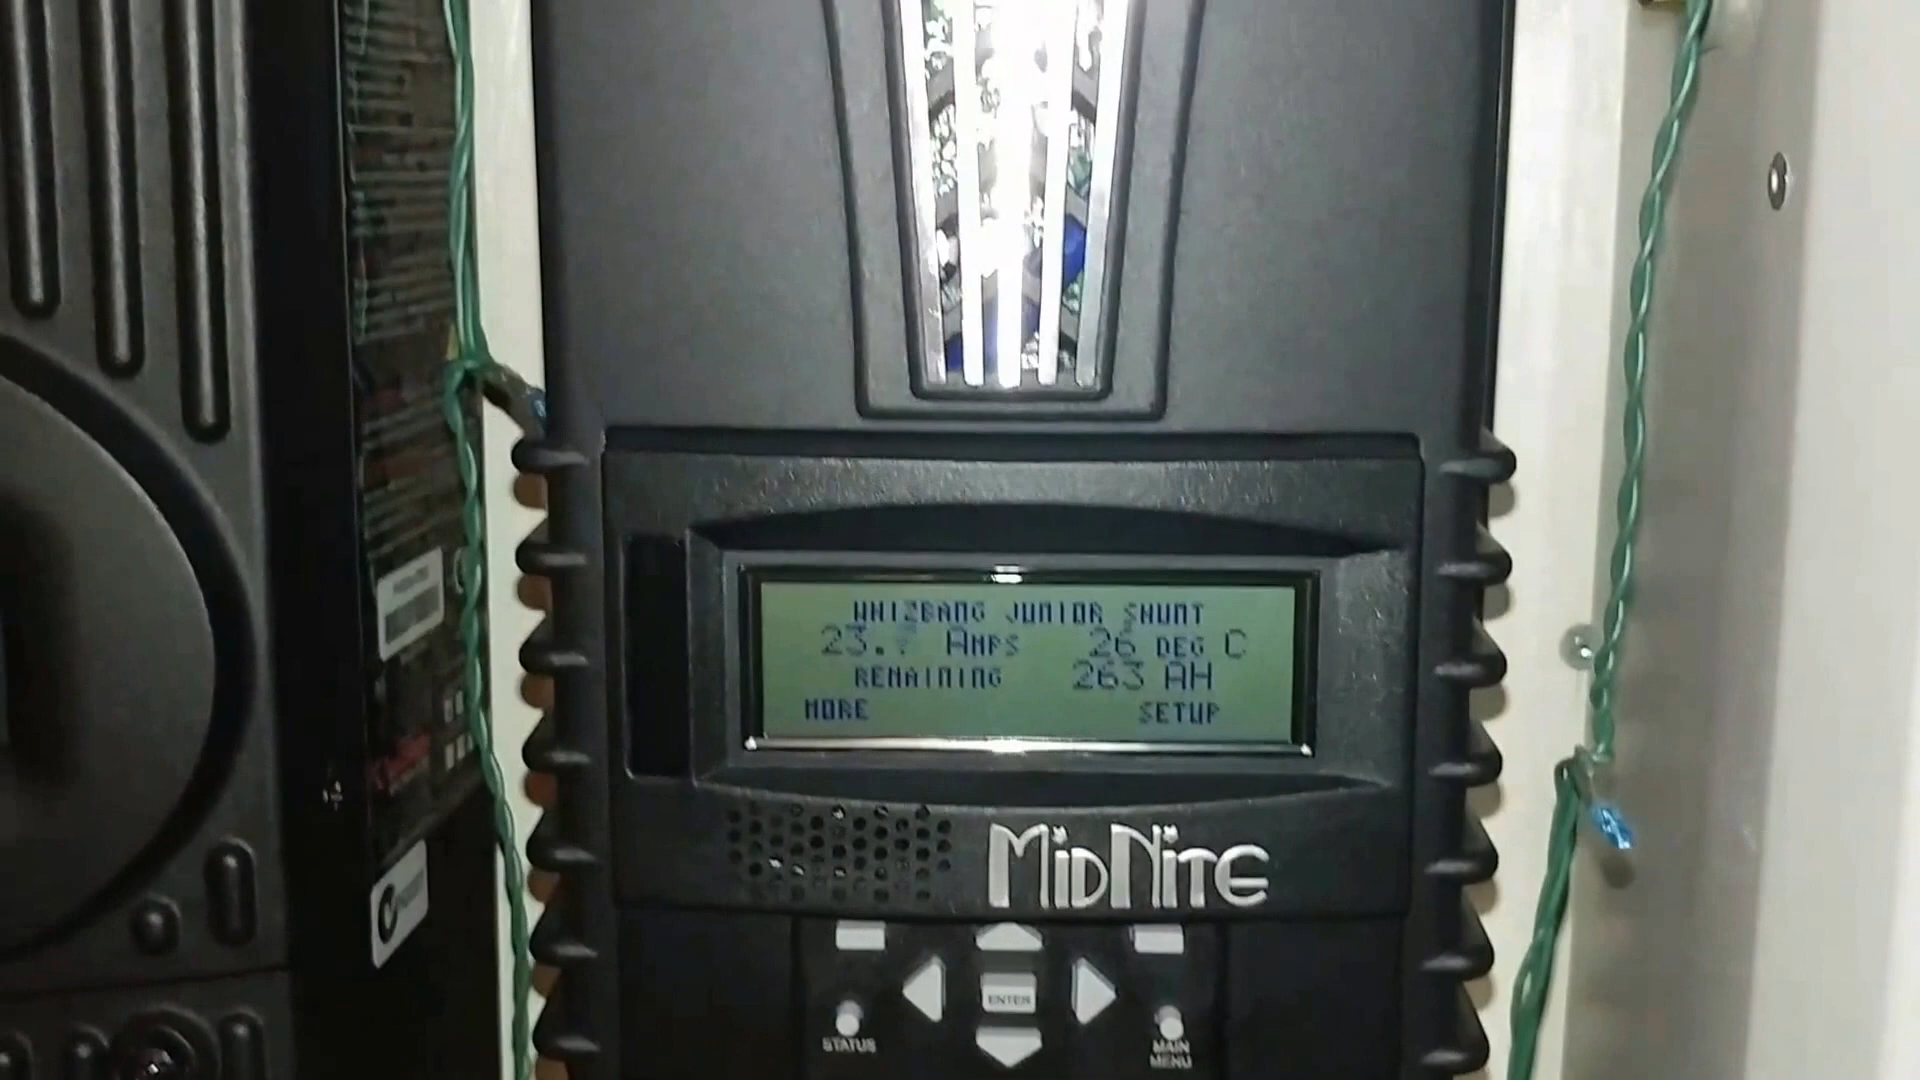 WHIZBANG JUNIOR SHUNT
AMPS 26 DEG C
REMAINING 263 AH
MORE SETUP
MIDNITE
ENTER
STATUS
MAIN
MENU